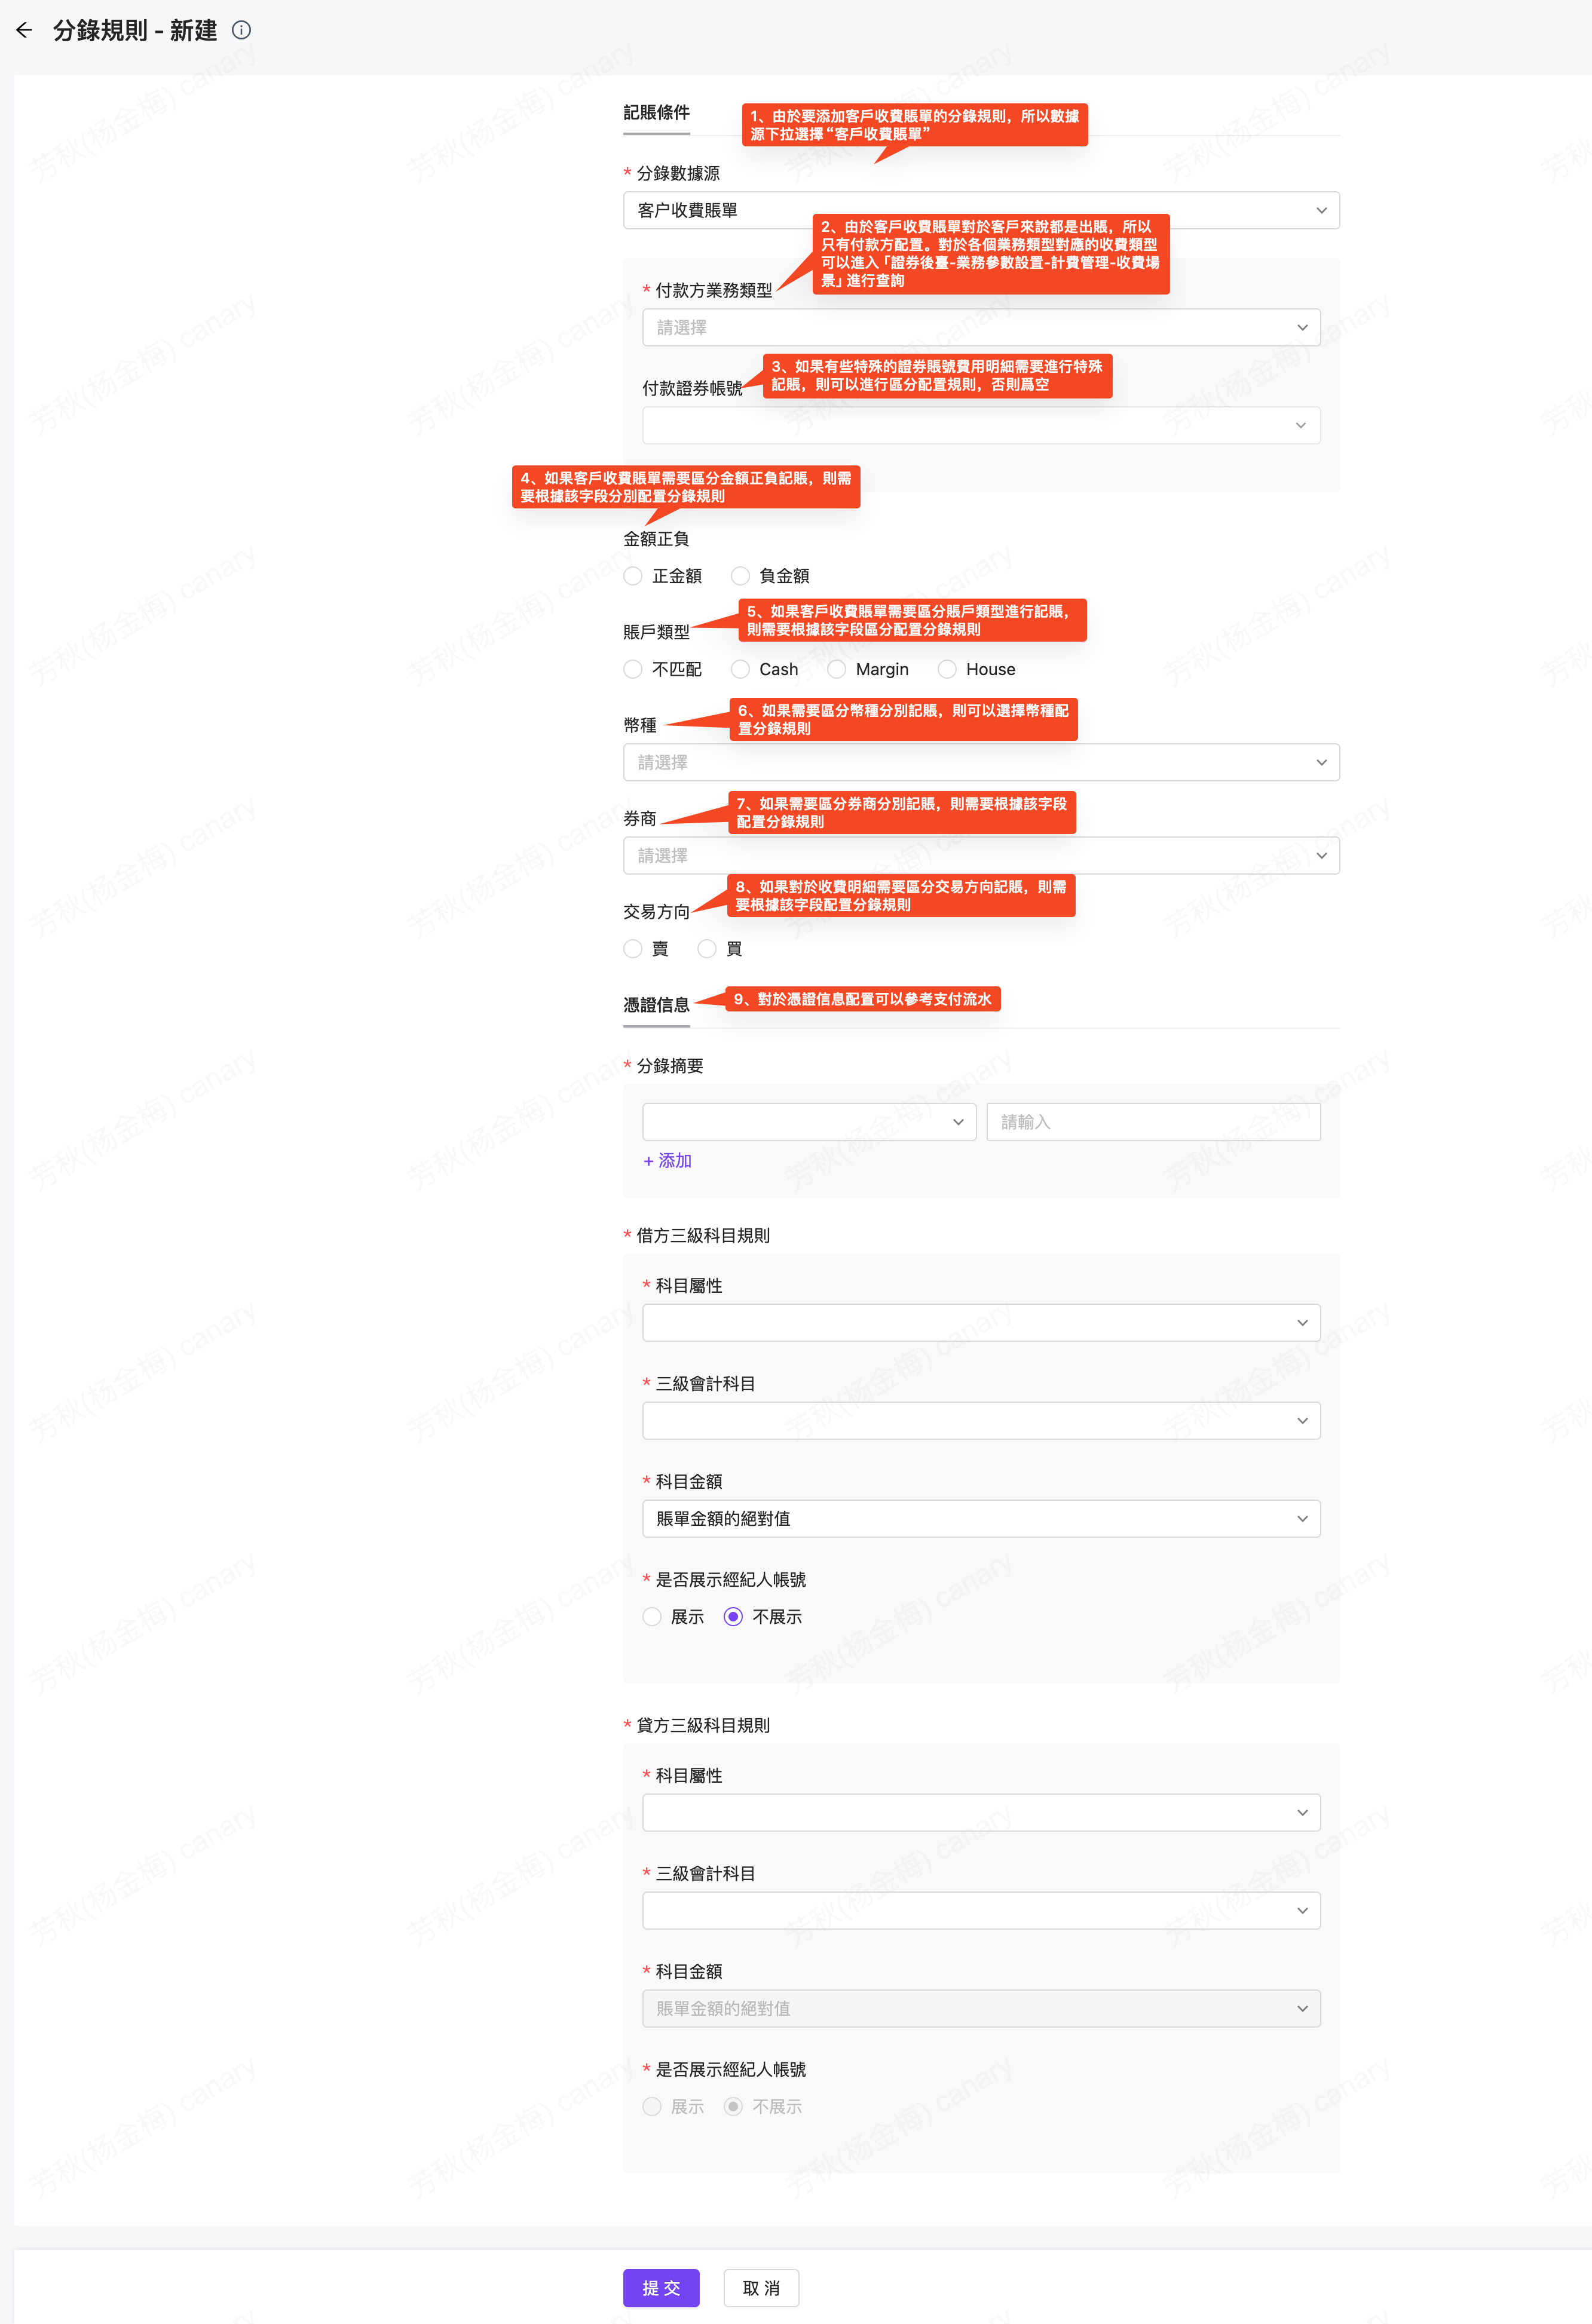 分錄規則 - 新建
記賬條件
1、由於要添加客戶收費賬單的分錄規則，所以數據
源下拉選擇“客戶收費賬單”
* 分錄數據源
客户收費賬單
2、由於客戶收費賬單對於客戶來說都是出賬，所以
只有付款方配置。對於各個業務類型對應的收費類型
可以進入「證券後臺-業務參數設置-計費管理-收費場
景」進行查詢
* 付款方業務類型
請選擇
3、如果有些特殊的證券賬號費用明細需要進行特殊
記賬，則可以進行區分配置規則，否則爲空
付款證券帳號
4、如果客戶收費賬單需要區分金額正負記賬，則需
要根據該字段分別配置分錄規則
金額正負
正金額 負金額
5、如果客戶收費賬單需要區分賬戶類型進行記賬，
則需要根據該字段區分配置分錄規則
賬戶類型
不匹配 Cash Margin House
6、如果需要區分幣種分別記賬，則可以選擇幣種配
置分錄規則
幣種
請選擇
7、如果需要區分券商分別記賬，則需要根據該字段
配置分錄規則
券商
請選擇
8、如果對於收費明細需要區分交易方向記賬，則需
要根據該字段配置分錄規則
交易方向
賣 買
9、對於憑證信息配置可以參考支付流水
憑證信息
* 分錄摘要
請輸入
+ 添加
* 借方三級科目規則
* 科目屬性
* 三級會計科目
* 科目金額
賬單金額的絕對值
* 是否展示經紀人帳號
展示 不展示
* 貸方三級科目規則
* 科目屬性
* 三級會計科目
* 科目金額
賬單金額的絕對值
* 是否展示經紀人帳號
展示 不展示
提交 取消
芳秋(杨金梅) canary